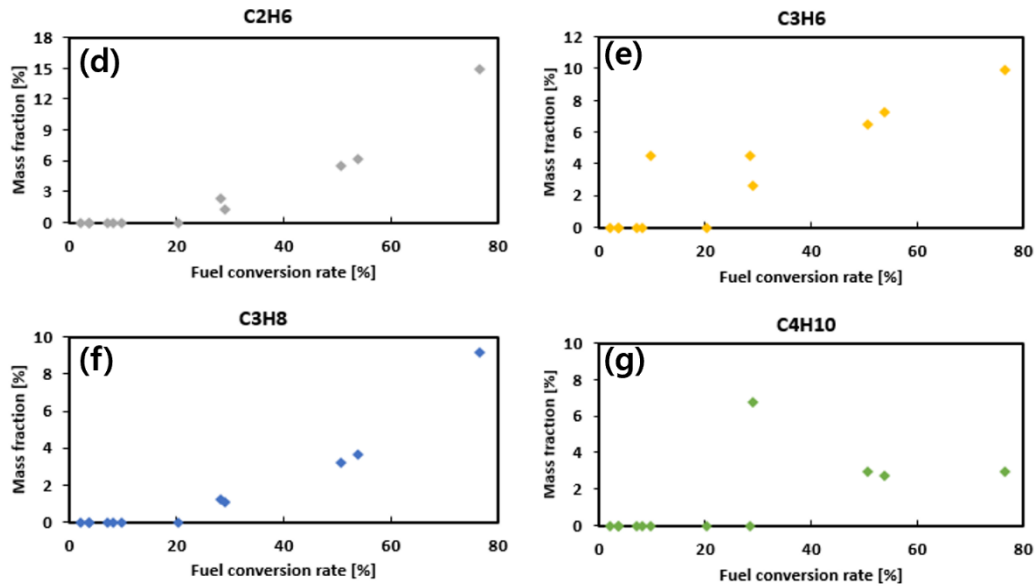 C2H6
(d)
Mass fraction [%]
18
15
12
9
6
3
0
0 20 40 60 80
Fuel conversion rate [%]
C3H6
(e)
Mass fraction [%]
12
10
8
6
4
2
0
0 20 40 60 80
Fuel conversion rate [%]
C3H8
(f)
Mass fraction [%]
10
8
6
4
2
0
0 20 40 60 80
Fuel conversion rate [%]
C4H10
(g)
Mass fraction [%]
10
8
6
4
2
0
0 20 40 60 80
Fuel conversion rate [%]